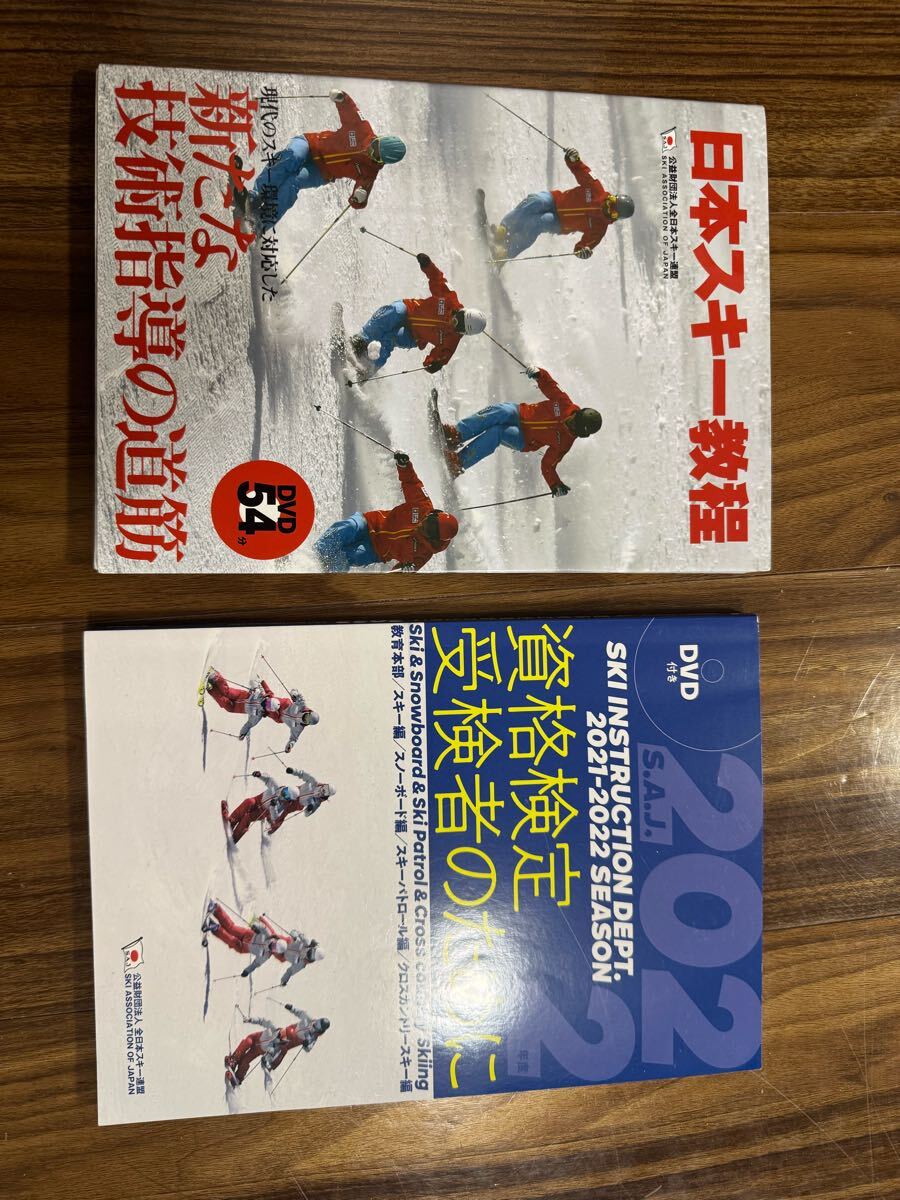 日本スキー教程
公益財団法人全日本スキー連盟
SKI ASSOCIATION OF JAPAN
現代のスキー環境に対応した、
新たな
技術指導の道筋
DVD
54分
DVD
付き
2022
年度
S.A.J.
SKI INSTRUCTION DEPT.
2021-2022 SEASON
資格検定
受検者のために
Ski & Snowboard & Ski Patrol & Cross country Skiing
教育本部/スキー編/スノーボード編/スキーパトロール編/クロスカントリースキー編
S.A.J.
公益財団法人 全日本スキー連盟
SKI ASSOCIATION OF JAPAN